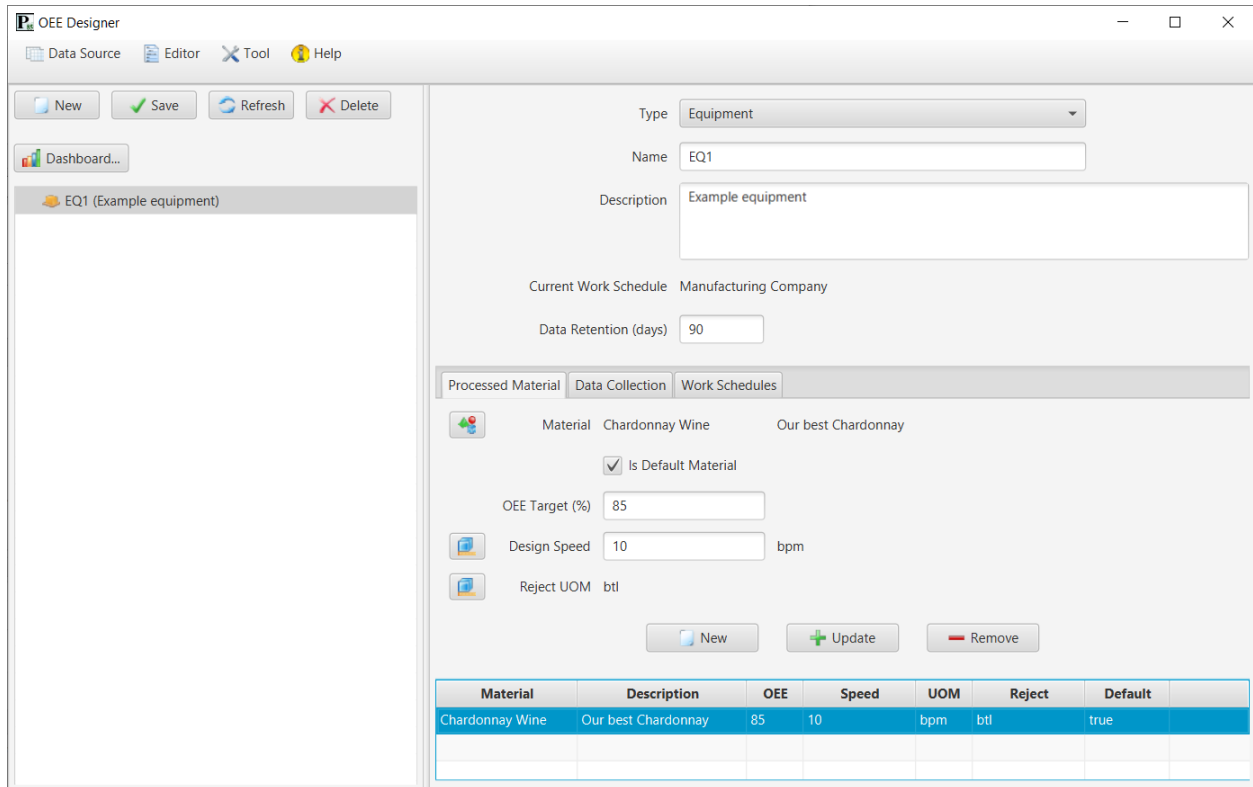 OEE Designer
Data Source Editor Tool Help
New Save Refresh Delete
Dashboard...
EQ1 (Example equipment)
Type Equipment
Name EQ1
Description Example equipment
Current Work Schedule Manufacturing Company
Data Retention (days) 90
Processed Material Data Collection Work Schedules
Material Chardonnay Wine Our best Chardonnay
Is Default Material
OEE Target (%) 85
Design Speed 10 bpm
Reject UOM btl
New Update Remove
Material Description OEE Speed UOM Reject Default
Chardonnay Wine Our best Chardonnay 85 10 bpm btl true